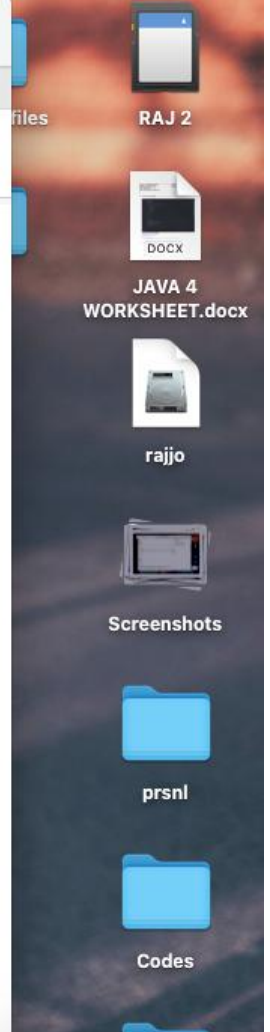 files
RAJ 2
DOCX
JAVA 4
WORKSHEET.docx
rajjo
Screenshots
prsnl
Codes